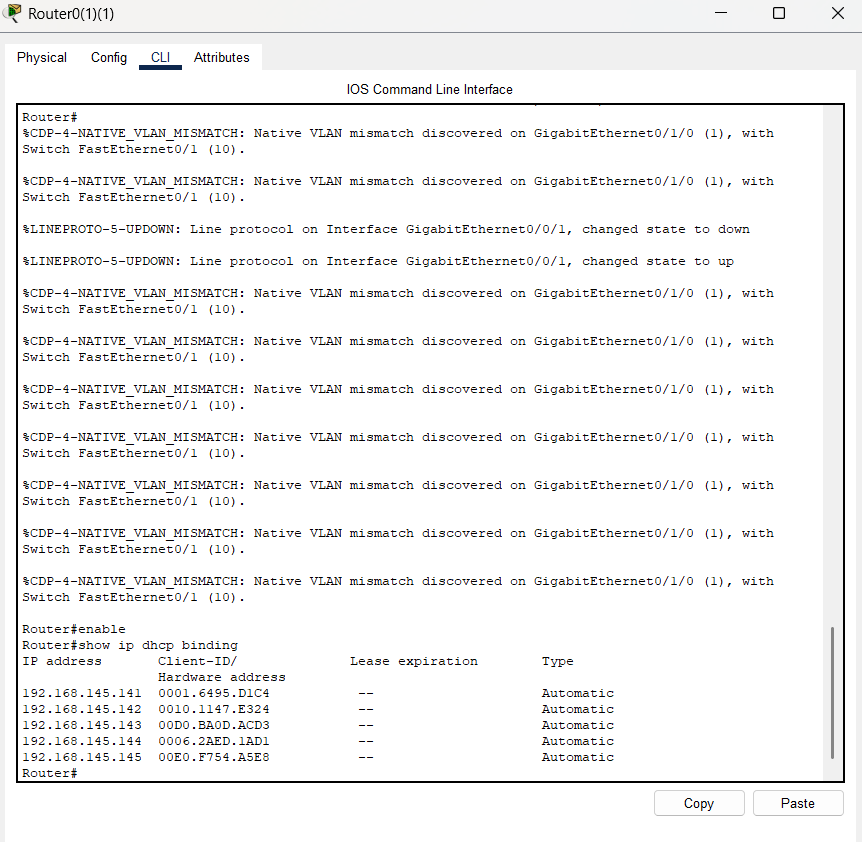 Router0(1)(1)
Physical Config CLI Attributes
IOS Command Line Interface
Router#
%CDP-4-NATIVE_VLAN_MISMATCH: Native VLAN mismatch discovered on GigabitEthernet0/1/0 (1), with
Switch FastEthernet0/1 (10).
%CDP-4-NATIVE_VLAN_MISMATCH: Native VLAN mismatch discovered on GigabitEthernet0/1/0 (1), with
Switch FastEthernet0/1 (10).
%LINEPROTO-5-UPDOWN: Line protocol on Interface GigabitEthernet0/0/1, changed state to down
%LINEPROTO-5-UPDOWN: Line protocol on Interface GigabitEthernet0/0/1, changed state to up
%CDP-4-NATIVE_VLAN_MISMATCH: Native VLAN mismatch discovered on GigabitEthernet0/1/0 (1), with
Switch FastEthernet0/1 (10).
%CDP-4-NATIVE_VLAN_MISMATCH: Native VLAN mismatch discovered on GigabitEthernet0/1/0 (1), with
Switch FastEthernet0/1 (10).
%CDP-4-NATIVE_VLAN_MISMATCH: Native VLAN mismatch discovered on GigabitEthernet0/1/0 (1), with
Switch FastEthernet0/1 (10).
%CDP-4-NATIVE_VLAN_MISMATCH: Native VLAN mismatch discovered on GigabitEthernet0/1/0 (1), with
Switch FastEthernet0/1 (10).
%CDP-4-NATIVE_VLAN_MISMATCH: Native VLAN mismatch discovered on GigabitEthernet0/1/0 (1), with
Switch FastEthernet0/1 (10).
%CDP-4-NATIVE_VLAN_MISMATCH: Native VLAN mismatch discovered on GigabitEthernet0/1/0 (1), with
Switch FastEthernet0/1 (10).
%CDP-4-NATIVE_VLAN_MISMATCH: Native VLAN mismatch discovered on GigabitEthernet0/1/0 (1), with
Switch FastEthernet0/1 (10).
Router#enable
Router#show ip dhcp binding
IP address Client-ID/ Lease expiration Type
Hardware address
192.168.145.141 0001.6495.D1C4 -- Automatic
192.168.145.142 0010.1147.E324 -- Automatic
192.168.145.143 00D0.BA0D.ACD3 -- Automatic
192.168.145.144 0006.2AED.1AD1 -- Automatic
192.168.145.145 00E0.F754.A5E8 -- Automatic
Router#
Copy Paste